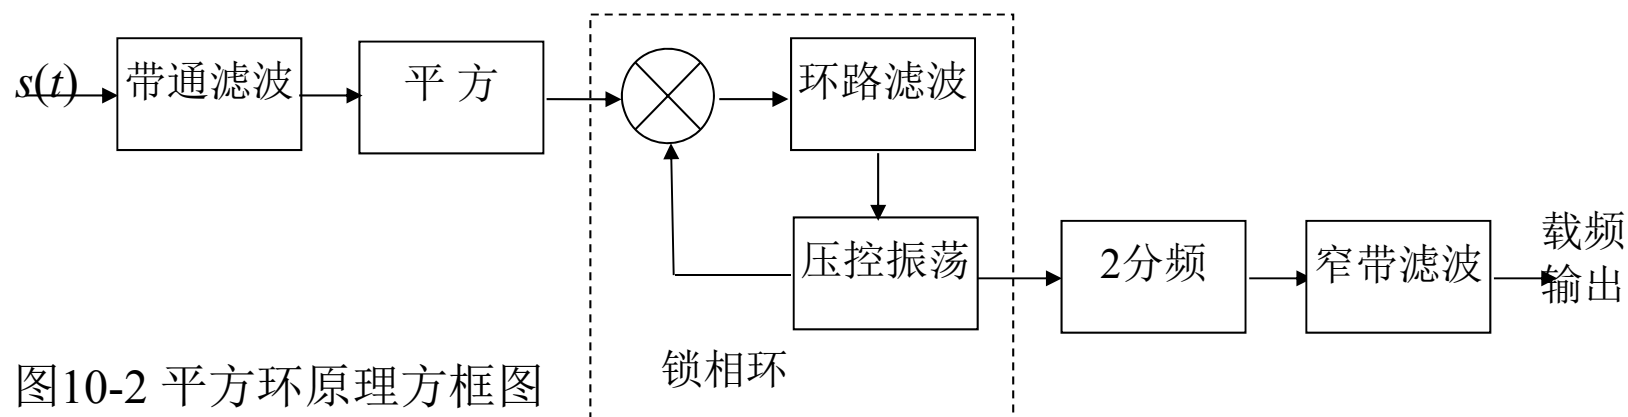 s(t)
带通滤波
平 方
环路滤波
压控振荡
2分频
窄带滤波
载频
输出
锁相环
图10-2 平方环原理方框图